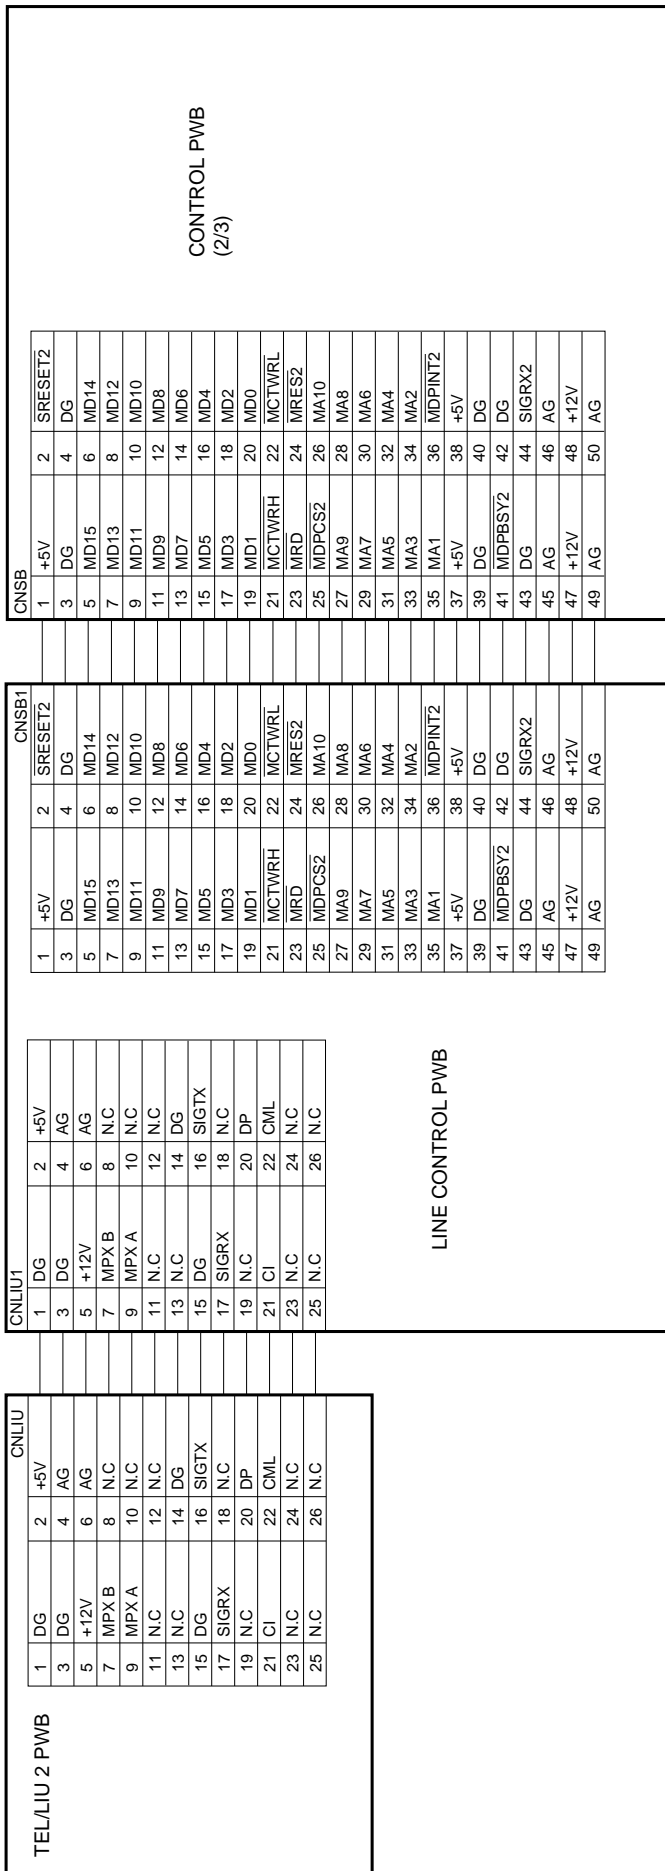 TEL/LIU 2 PWB
CNLIU
1 DG 2 +5V
3 DG 4 AG
5 +12V 6 AG
7 MPX B 8 N.C
9 MPX A 10 N.C
11 N.C 12 N.C
13 N.C 14 DG
15 DG 16 SIGTX
17 SIGRX 18 N.C
19 N.C 20 DP
21 CI 22 CML
23 N.C 24 N.C
25 N.C 26 N.C
CNLIU1
1 DG 2 +5V
3 DG 4 AG
5 +12V 6 AG
7 MPX B 8 N.C
9 MPX A 10 N.C
11 N.C 12 N.C
13 N.C 14 DG
15 DG 16 SIGTX
17 SIGRX 18 N.C
19 N.C 20 DP
21 CI 22 CML
23 N.C 24 N.C
25 N.C 26 N.C
LINE CONTROL PWB
CNSB1
1 +5V 2 SRESET2
3 DG 4 DG
5 MD15 6 MD14
7 MD13 8 MD12
9 MD11 10 MD10
11 MD9 12 MD8
13 MD7 14 MD6
15 MD5 16 MD4
17 MD3 18 MD2
19 MD1 20 MD0
21 MCTWRH 22 MCTWRL
23 MRD 24 MRES2
25 MDPCS2 26 MA10
27 MA9 28 MA8
29 MA7 30 MA6
31 MA5 32 MA4
33 MA3 34 MA2
35 MA1 36 MDPINT2
37 +5V 38 +5V
39 DG 40 DG
41 MDPBSY2 42 DG
43 DG 44 SIGRX2
45 AG 46 AG
47 +12V 48 +12V
49 AG 50 AG
CNSB
1 +5V 2 SRESET2
3 DG 4 DG
5 MD15 6 MD14
7 MD13 8 MD12
9 MD11 10 MD10
11 MD9 12 MD8
13 MD7 14 MD6
15 MD5 16 MD4
17 MD3 18 MD2
19 MD1 20 MD0
21 MCTWRH 22 MCTWRL
23 MRD 24 MRES2
25 MDPCS2 26 MA10
27 MA9 28 MA8
29 MA7 30 MA6
31 MA5 32 MA4
33 MA3 34 MA2
35 MA1 36 MDPINT2
37 +5V 38 +5V
39 DG 40 DG
41 MDPBSY2 42 DG
43 DG 44 SIGRX2
45 AG 46 AG
47 +12V 48 +12V
49 AG 50 AG
CONTROL PWB
(2/3)